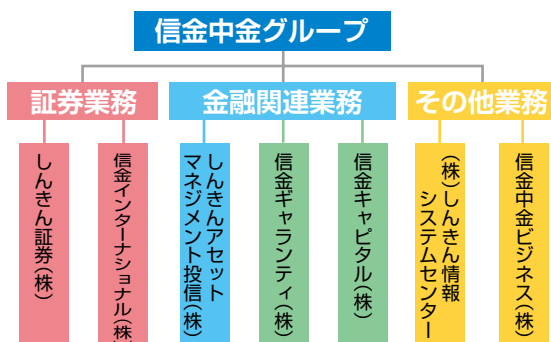 信金中金グループ
証券業務
金融関連業務
その他業務
しんきん証券(株)
信金インターナショナル(株)
しんきんアセット
マネジメント投信(株)
信金ギャランティ(株)
信金キャピタル(株)
(株)しんきん情報
システムセンター
信金中金ビジネス(株)